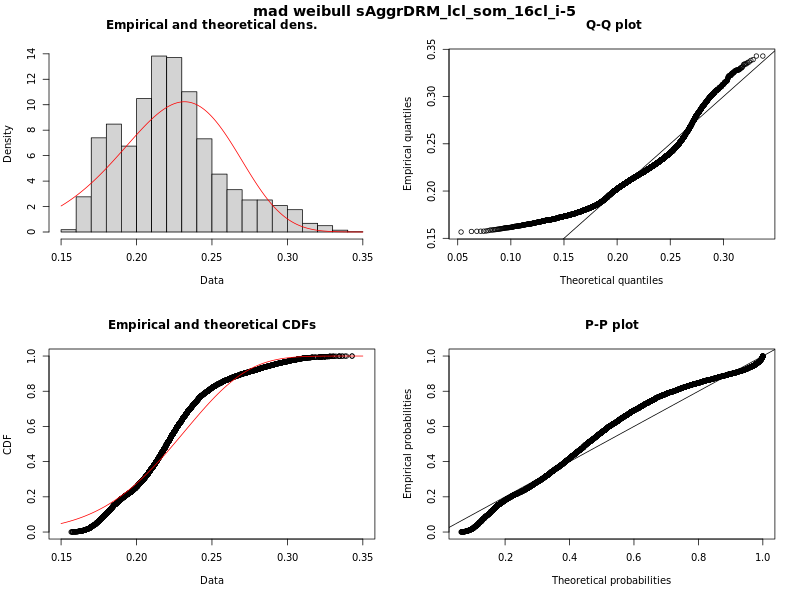 mad weibull sAggrDRM_lcl_som_16cl_i-5
Empirical and theoretical dens.
Density
0 2 4 6 8 10 12 14
0.15 0.20 0.25 0.30 0.35
Data
Q-Q plot
Empirical quantiles
0.15 0.20 0.25 0.30 0.35
0.05 0.10 0.15 0.20 0.25 0.30
Theoretical quantiles
Empirical and theoretical CDFs
CDF
0.0 0.2 0.4 0.6 0.8 1.0
0.15 0.20 0.25 0.30 0.35
Data
P-P plot
Empirical probabilities
0.0 0.2 0.4 0.6 0.8 1.0
0.2 0.4 0.6 0.8 1.0
Theoretical probabilities